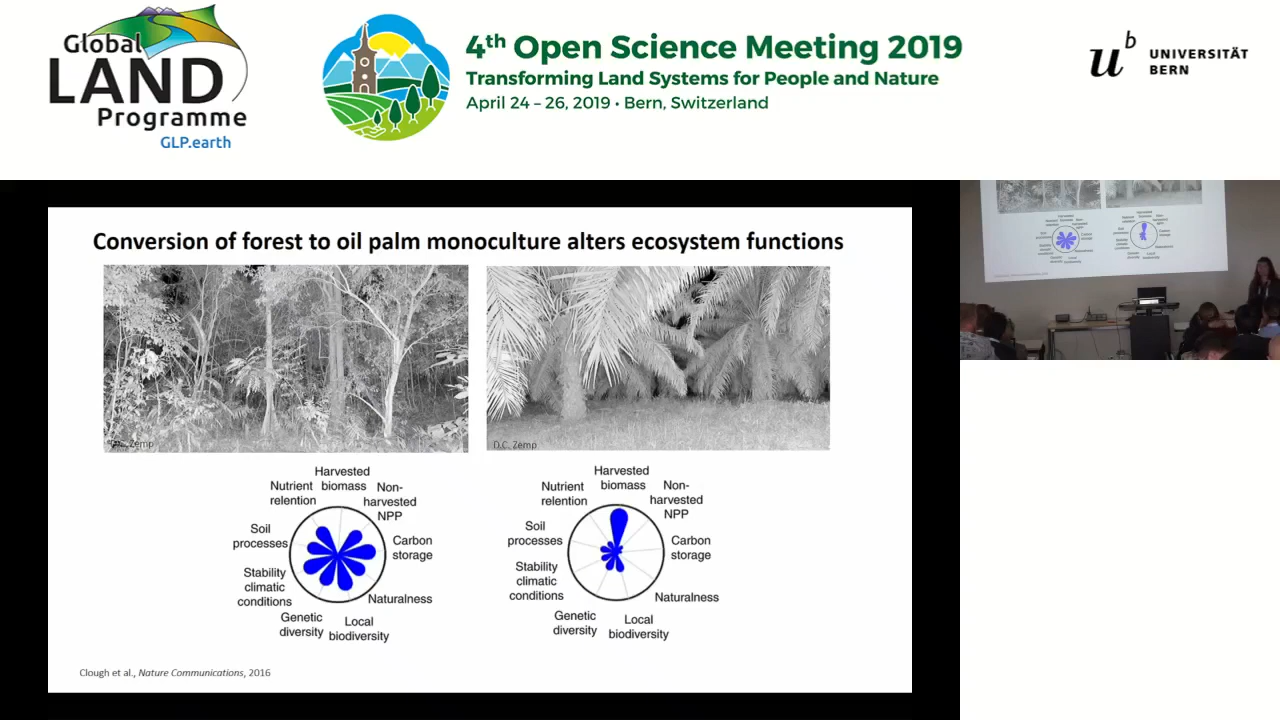 Global
LAND
Programme
GLP.earth
4th Open Science Meeting 2019
Transforming Land Systems for People and Nature
April 24 – 26, 2019 • Bern, Switzerland
u b
UNIVERSITÄT
BERN
Conversion of forest to oil palm monoculture alters ecosystem functions
D.C. Zemp
D.C. Zemp
Harvested
biomass
Non-
harvested
NPP
Carbon
storage
Naturalness
Local
biodiversity
Genetic
diversity
Stability
climatic
conditions
Soil
processes
Nutrient
retention
Harvested
biomass
Non-
harvested
NPP
Carbon
storage
Naturalness
Local
biodiversity
Genetic
diversity
Stability
climatic
conditions
Soil
processes
Nutrient
retention
Clough et al., Nature Communications, 2016